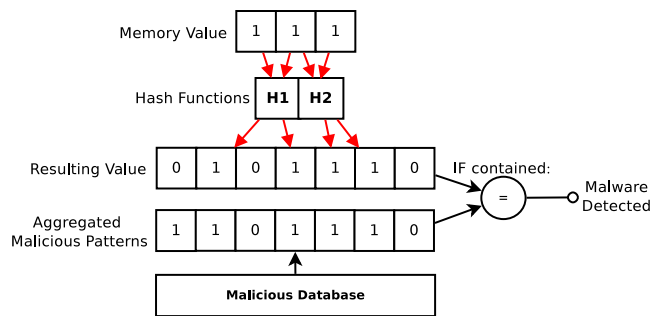 Memory Value 1 1 1
Hash Functions H1 H2
Resulting Value 0 1 0 1 1 1 0
IF contained:
=
Malware
Detected
Aggregated
Malicious Patterns 1 1 0 1 1 1 0
Malicious Database